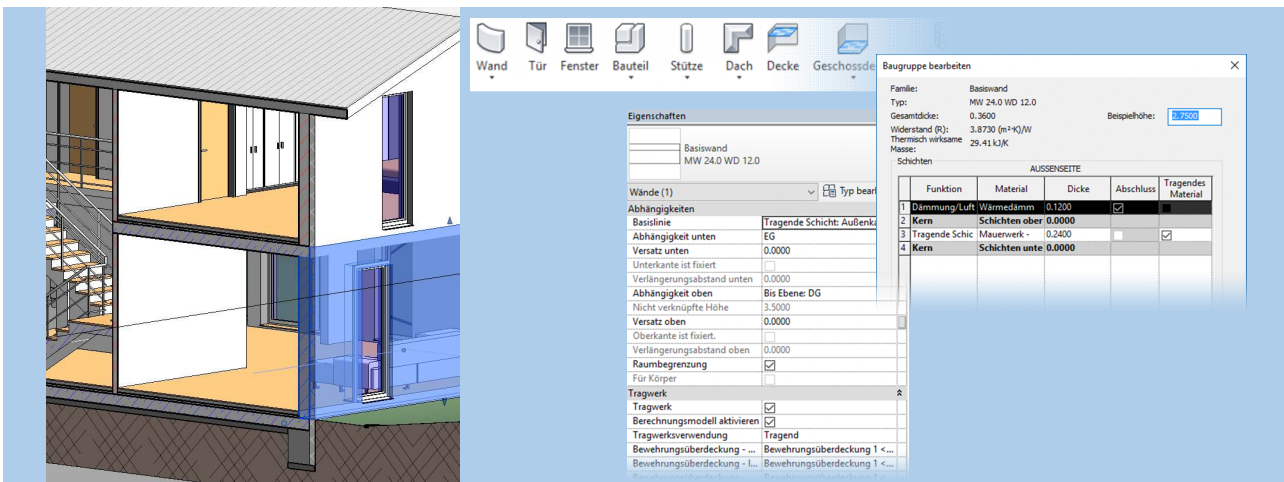 Wand Tür Fenster Bauteil Stütze Dach Decke Geschossde
Baugruppe bearbeiten
Familie: Basiswand
Typ: MW 24.0 WD 12.0
Gesamtdicke: 0.3600 Beispielhöhe: 2.7500
Widerstand (R): 3.8730 (m²·K)/W
Thermisch wirksame Masse: 29.41 kJ/K
Schichten
AUSSENSEITE
Funktion Material Dicke Abschluss Tragendes Material
1 Dämmung/Luft Wärmedämm 0.1200
2 Kern Schichten ober 0.0000
3 Tragende Schic Mauerwerk - 0.2400
4 Kern Schichten unte 0.0000
Eigenschaften
Basiswand
MW 24.0 WD 12.0
Wände (1) Typ bearl
Abhängigkeiten
Basislinie Tragende Schicht: Außenka
Abhängigkeit unten EG
Versatz unten 0.0000
Unterkante ist fixiert
Verlängerungsabstand unten 0.0000
Abhängigkeit oben Bis Ebene: DG
Nicht verknüpfte Höhe 3.5000
Versatz oben 0.0000
Oberkante ist fixiert.
Verlängerungsabstand oben 0.0000
Raumbegrenzung
Für Körper
Tragwerk
Tragwerk
Berechnungsmodell aktivieren
Tragwerksverwendung Tragend
Bewehrungsüberdeckung - ... Bewehrungsüberdeckung 1 <...
Bewehrungsüberdeckung - I... Bewehrungsüberdeckung 1 <...